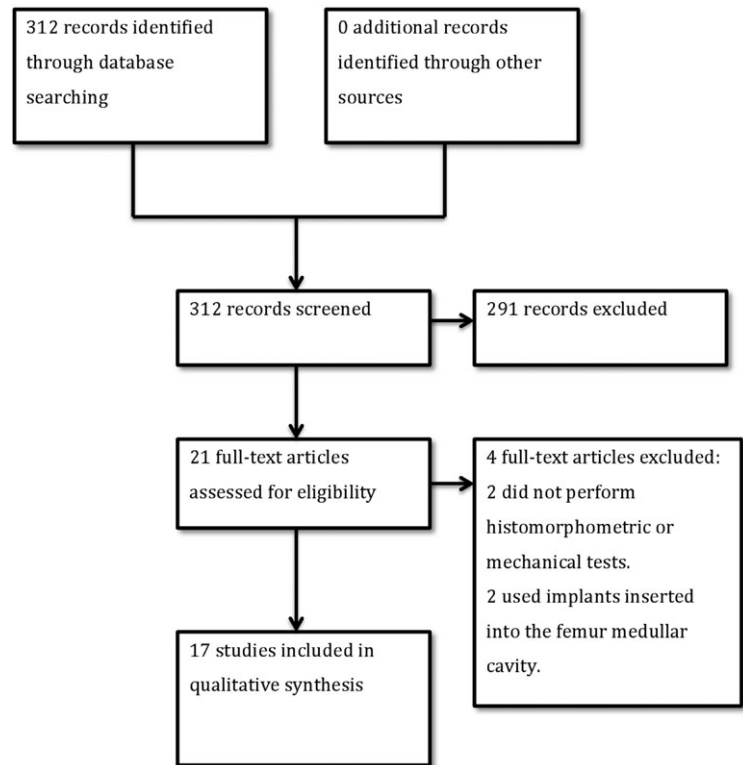 312 records identified
through database
searching
0 additional records
identified through other
sources
312 records screened
291 records excluded
21 full-text articles
assessed for eligibility
4 full-text articles excluded:
2 did not perform
histomorphometric or
mechanical tests.
2 used implants inserted
into the femur medullar
cavity.
17 studies included in
qualitative synthesis